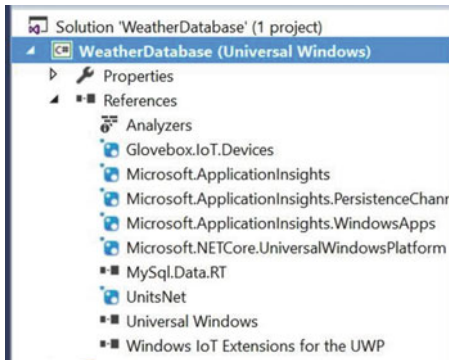 Solution 'WeatherDatabase' (1 project)
WeatherDatabase (Universal Windows)
Properties
References
Analyzers
Glovebox.IoT.Devices
Microsoft.ApplicationInsights
Microsoft.ApplicationInsights.PersistenceChanr
Microsoft.ApplicationInsights.WindowsApps
Microsoft.NETCore.UniversalWindowsPlatform
MySql.Data.RT
UnitsNet
Universal Windows
Windows IoT Extensions for the UWP